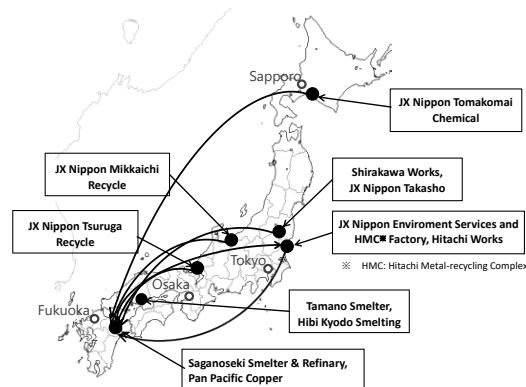 Sapporo
JX Nippon Tomakomai
Chemical
JX Nippon Mikkaichi
Recycle
Shirakawa Works,
JX Nippon Takasho
JX Nippon Tsuruga
Recycle
JX Nippon Enviroment Services and
HMC※ Factory, Hitachi Works
※ HMC: Hitachi Metal-recycling Complex
Tokyo
Osaka
Fukuoka
Tamano Smelter,
Hibi Kyodo Smelting
Saganoseki Smelter & Refinary,
Pan Pacific Copper